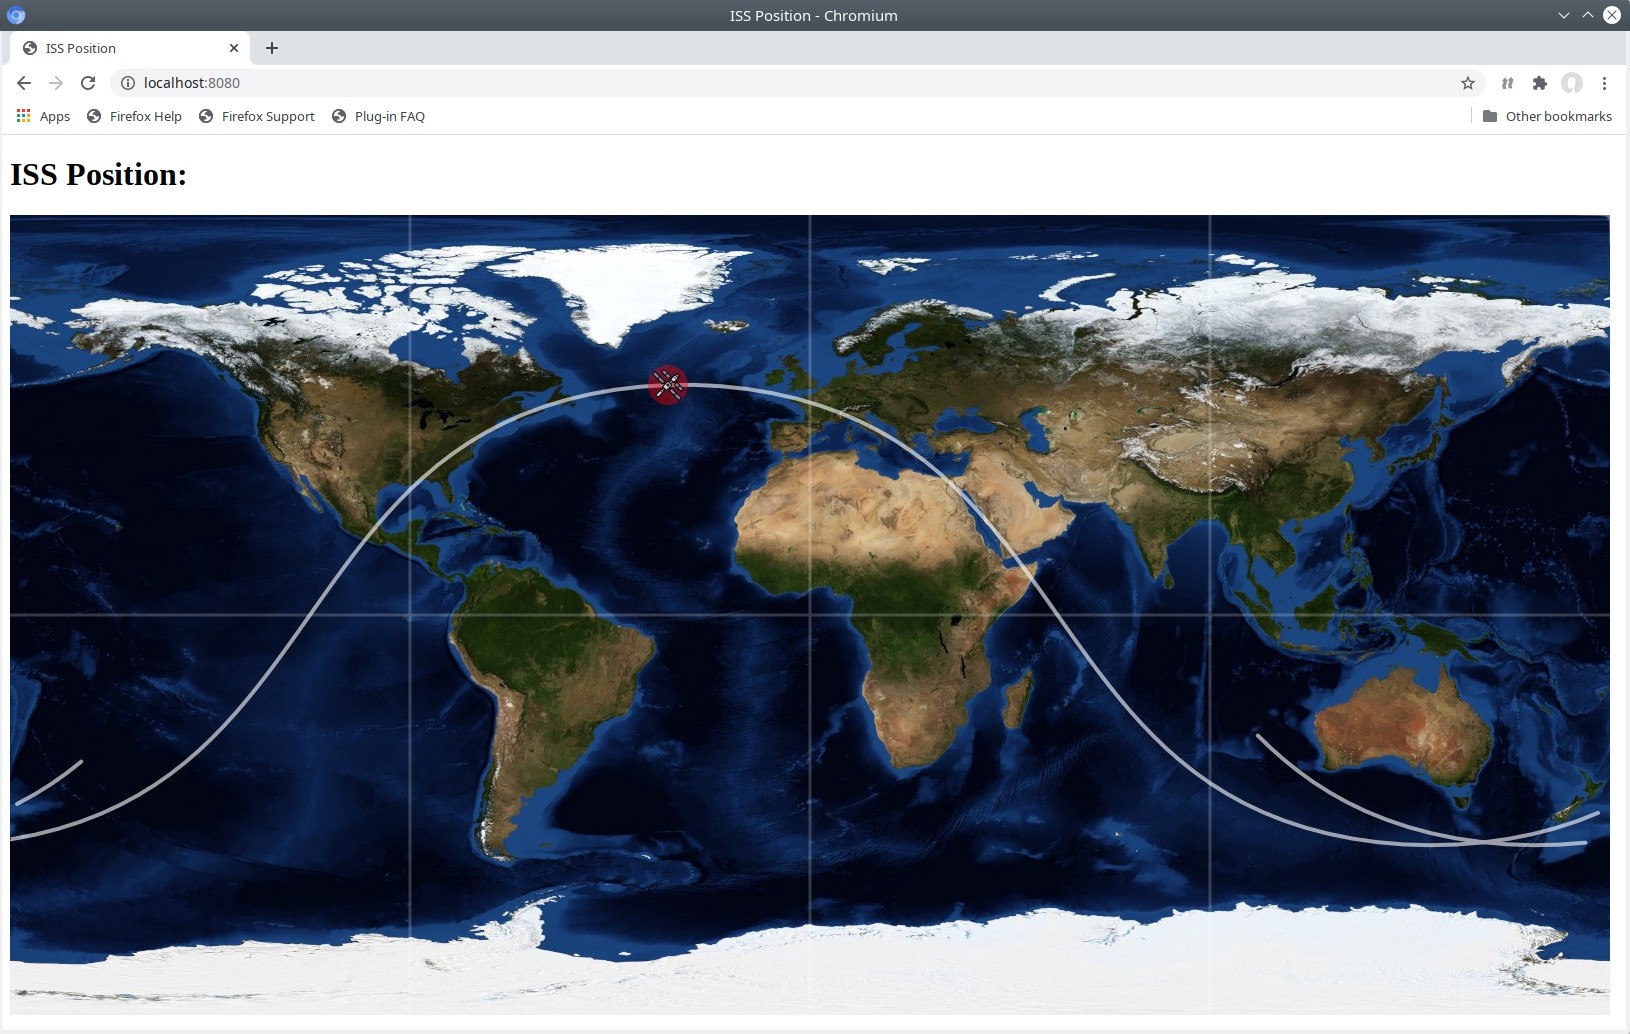 ISS Position - Chromium
ISS Position
localhost:8080
Apps Firefox Help Firefox Support Plug-in FAQ Other bookmarks
ISS Position: